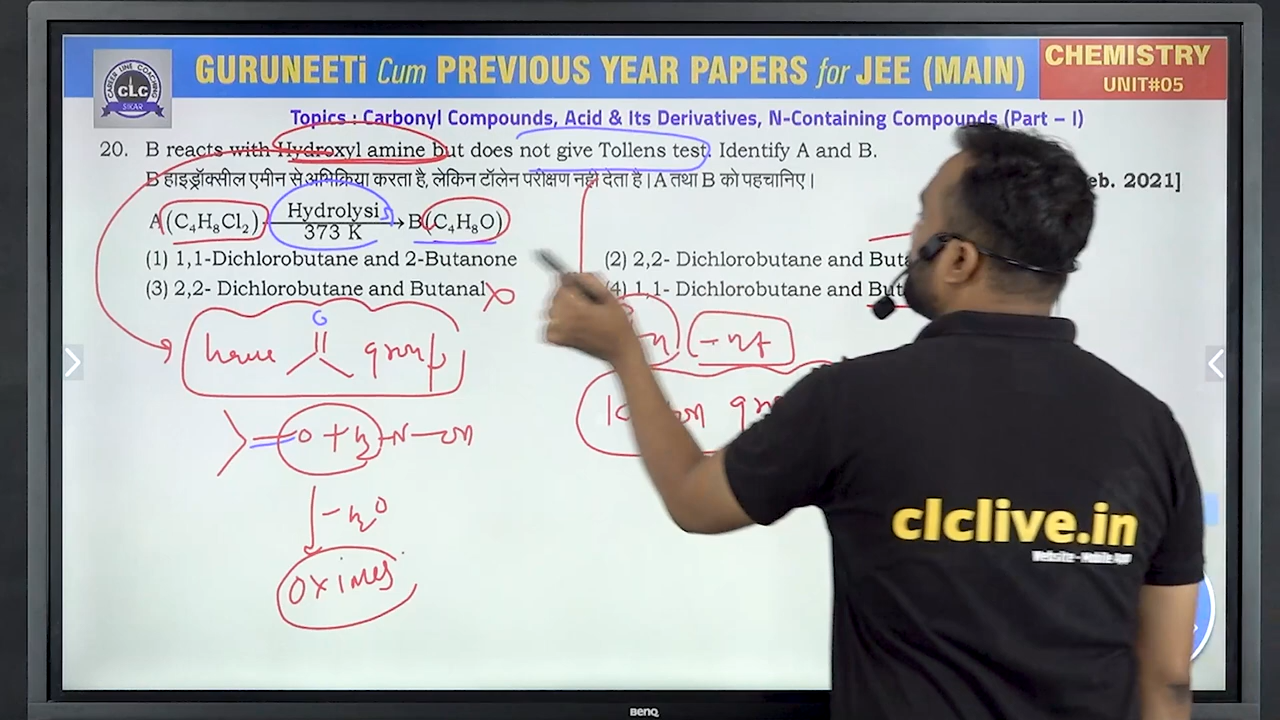 GURUNEETi Cum PREVIOUS YEAR PAPERS for JEE (MAIN)
CHEMISTRY
UNIT#05
CLC
SIKAR
Topics : Carbonyl Compounds, Acid & Its Derivatives, N-Containing Compounds (Part – I)
20. B reacts with Hydroxyl amine but does not give Tollens test. Identify A and B.
B हाइड्रॉक्सील एमीन से अभिक्रिया करता है, लेकिन टॉलेन परीक्षण नहीं देता है। A तथा B को पहचानिए।
eb. 2021]
A (C₄H₈Cl₂) Hydrolysis 373 K → B(C₄H₈O)
(1) 1,1-Dichlorobutane and 2-Butanone
(2) 2,2- Dichlorobutane and Buta
(3) 2,2- Dichlorobutane and Butanal
(4) 1,1- Dichlorobutane and But
have O group
– nt
=O + H₂ – N – OH
– H₂O
oximes
clclive.in
BenQ